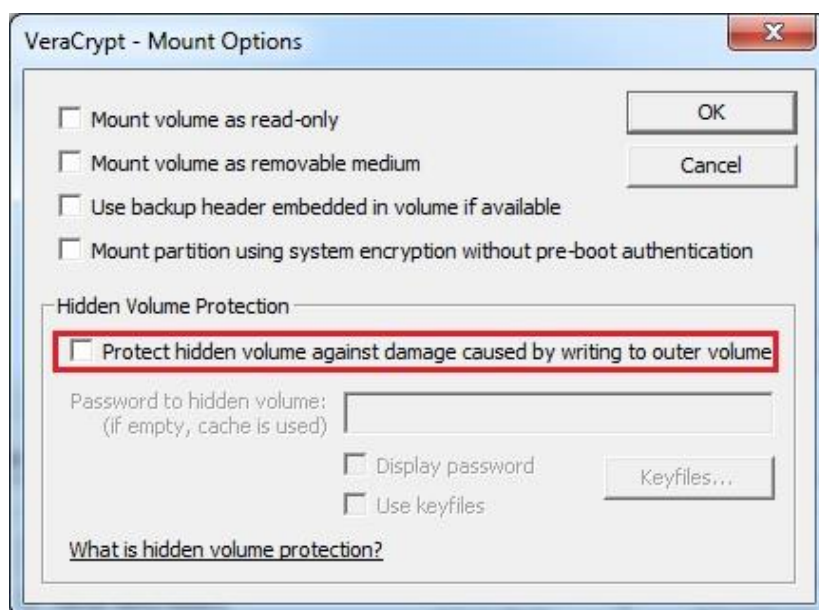 VeraCrypt - Mount Options
Mount volume as read-only
OK
Mount volume as removable medium
Cancel
Use backup header embedded in volume if available
Mount partition using system encryption without pre-boot authentication
Hidden Volume Protection
Protect hidden volume against damage caused by writing to outer volume
Password to hidden volume:
(if empty, cache is used)
Display password
Keyfiles...
Use keyfiles
What is hidden volume protection?